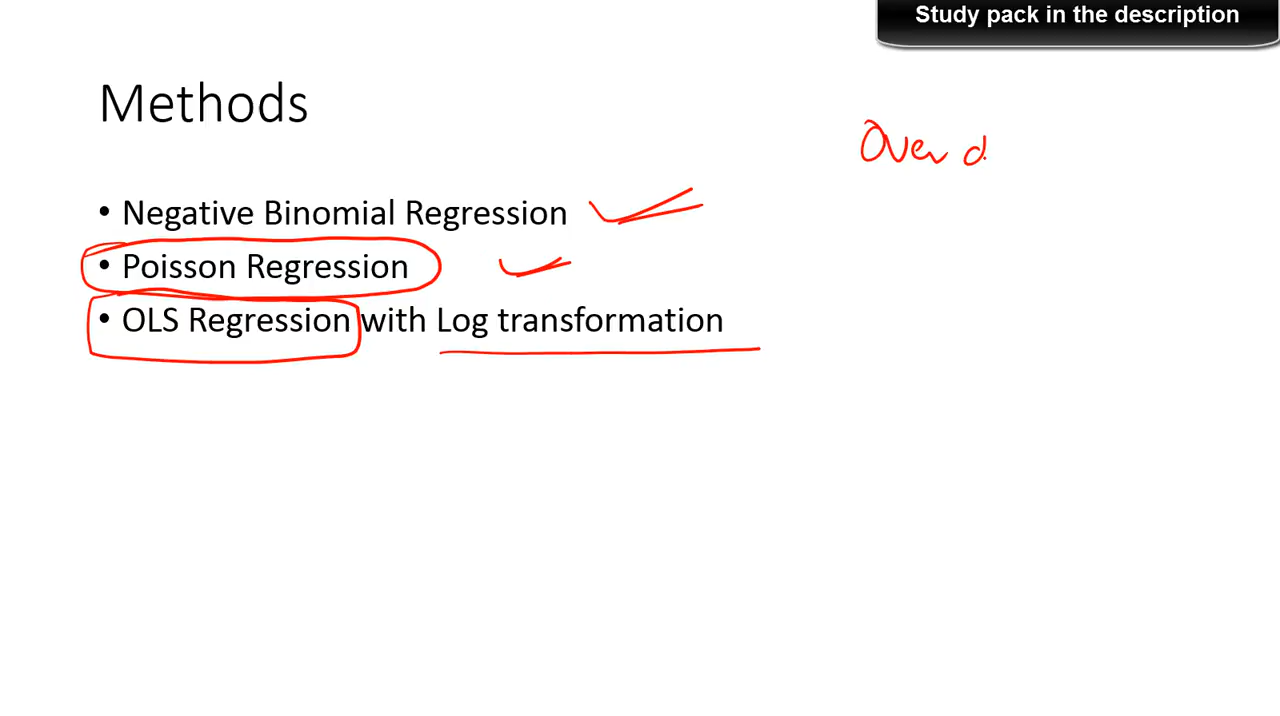 Study pack in the description
Methods
Over d
• Negative Binomial Regression
• Poisson Regression
• OLS Regression with Log transformation